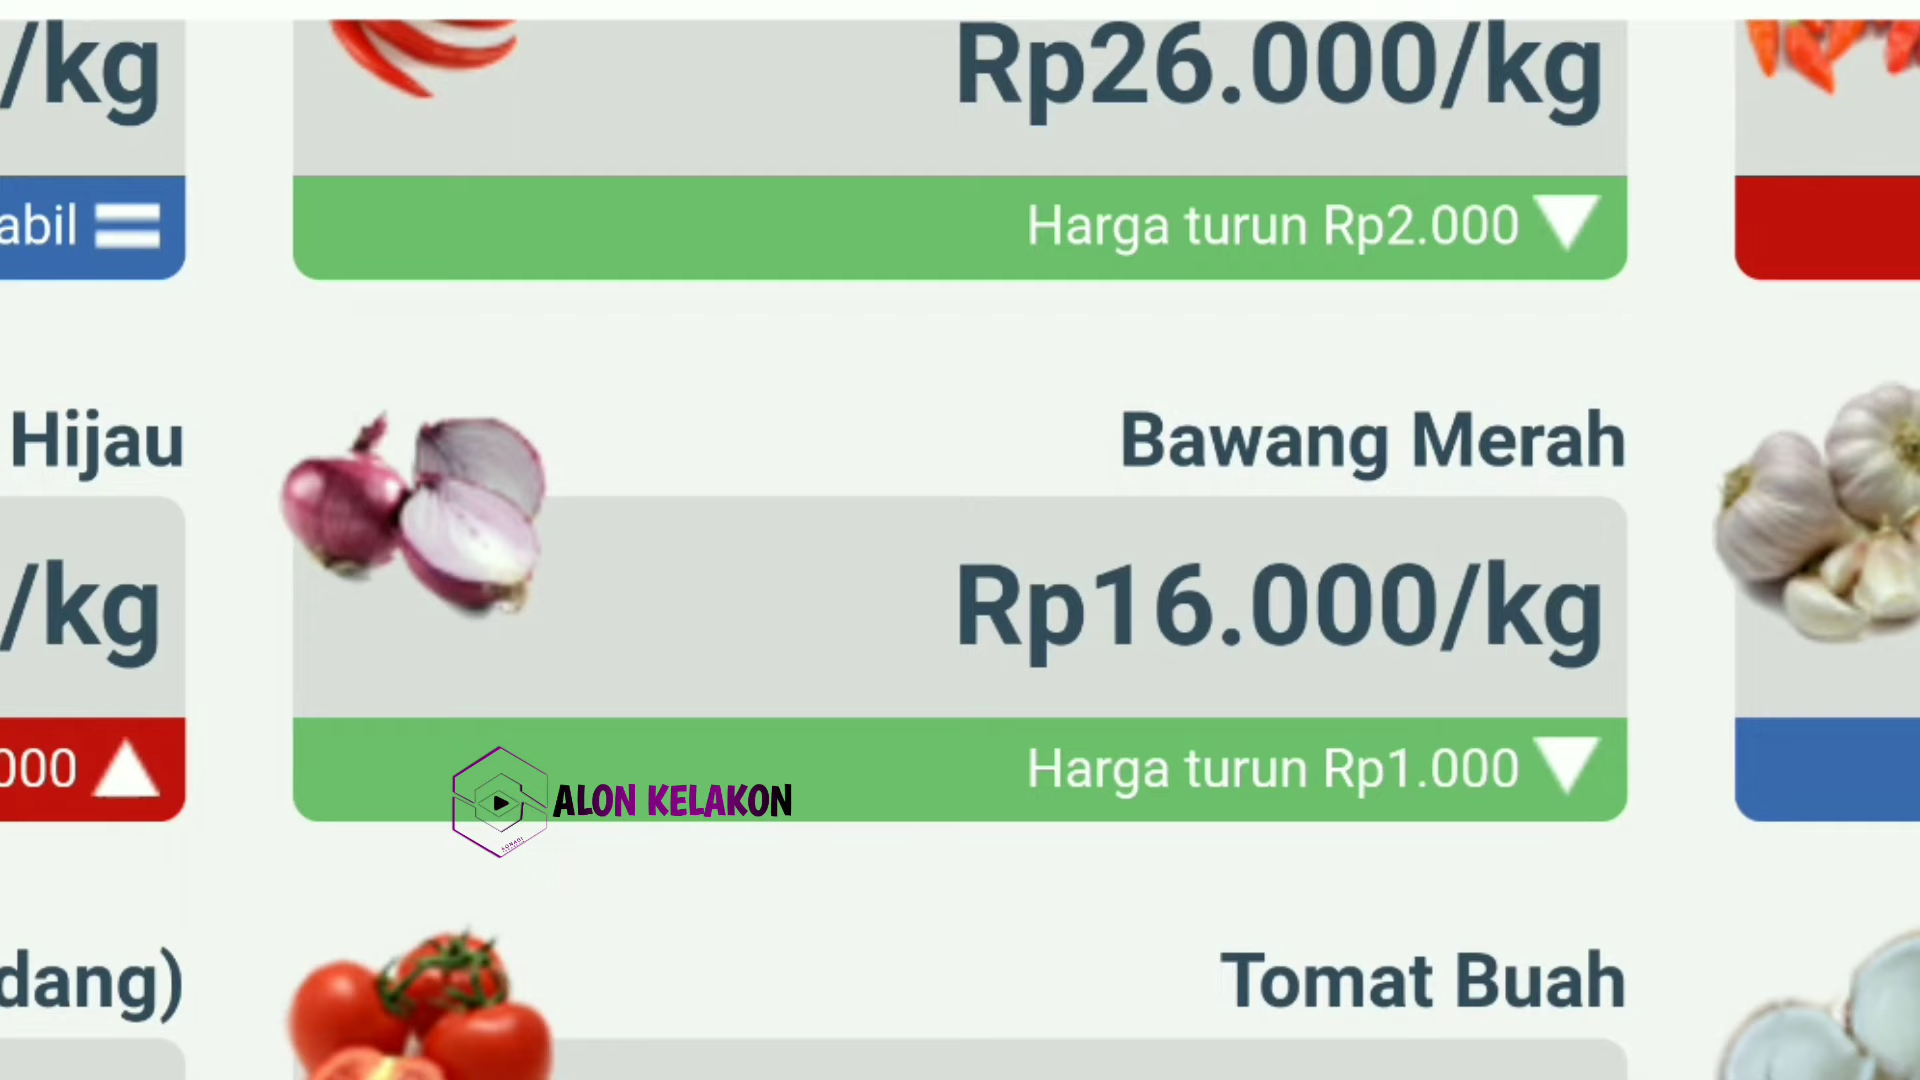 /kg
Rp26.000/kg
abil
Harga turun Rp2.000
Hijau
Bawang Merah
/kg
Rp16.000/kg
000
Harga turun Rp1.000
ALON KELAKON
dang)
Tomat Buah